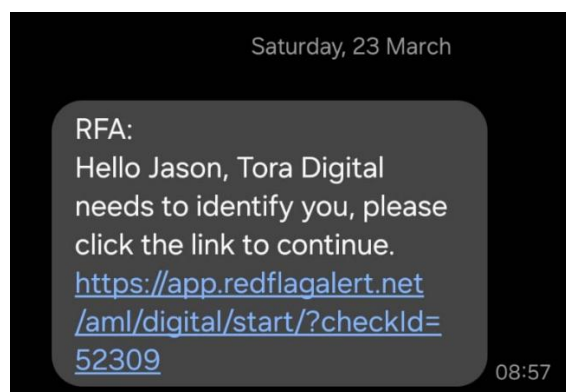 Saturday, 23 March
RFA:
Hello Jason, Tora Digital
needs to identify you, please
click the link to continue.
https://app.redflagalert.net
/aml/digital/start/?checkId=
52309
08:57